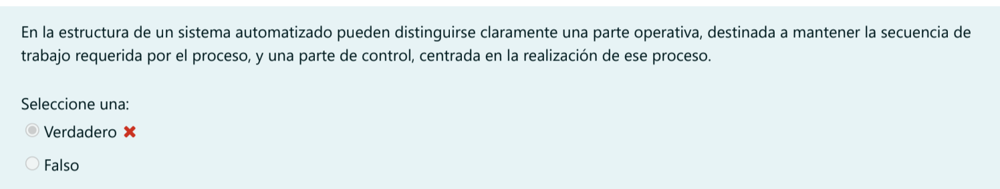 En la estructura de un sistema automatizado pueden distinguirse claramente una parte operativa, destinada a mantener la secuencia de
trabajo requerida por el proceso, y una parte de control, centrada en la realización de ese proceso.
Seleccione una:
Verdadero
Falso